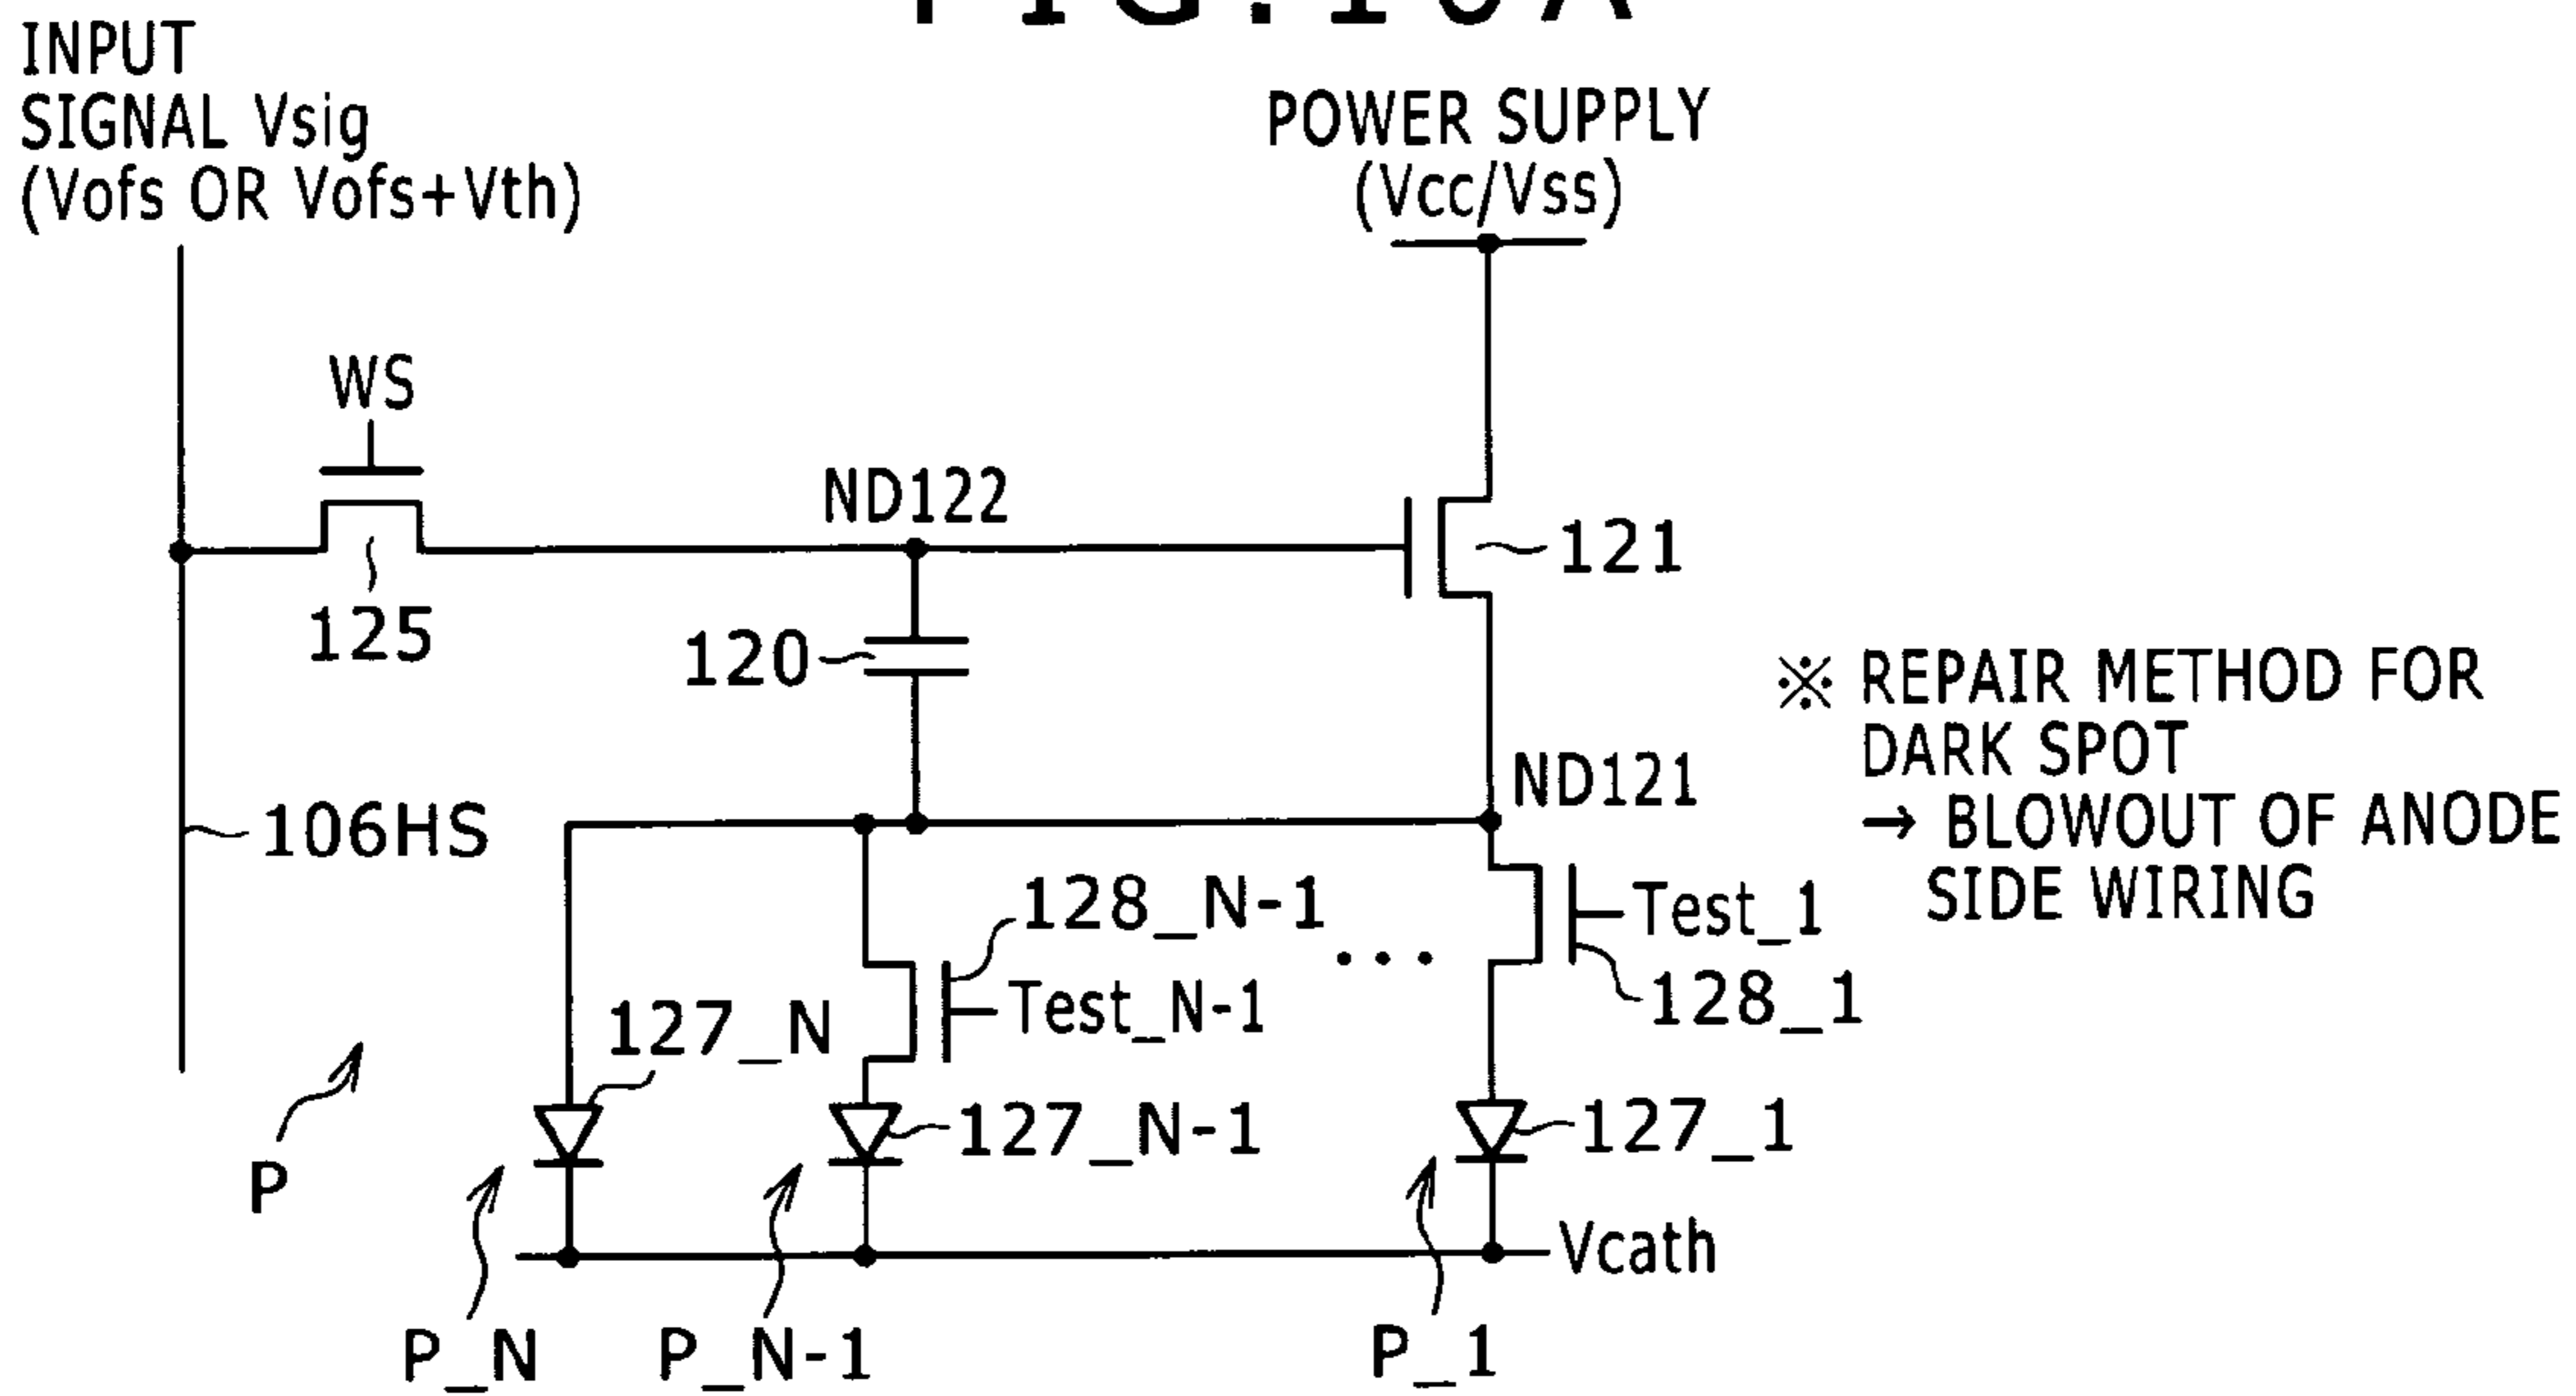 INPUT
SIGNAL Vsig
(Vofs OR Vofs+Vth)
POWER SUPPLY
(Vcc/Vss)
WS
ND122
121
125
120
※ REPAIR METHOD FOR
DARK SPOT
→ BLOWOUT OF ANODE
SIDE WIRING
ND121
106HS
128_N-1
Test_1
...
128_1
Test_N-1
127_N
127_N-1
127_1
P
Vcath
P_N
P_N-1
P_1